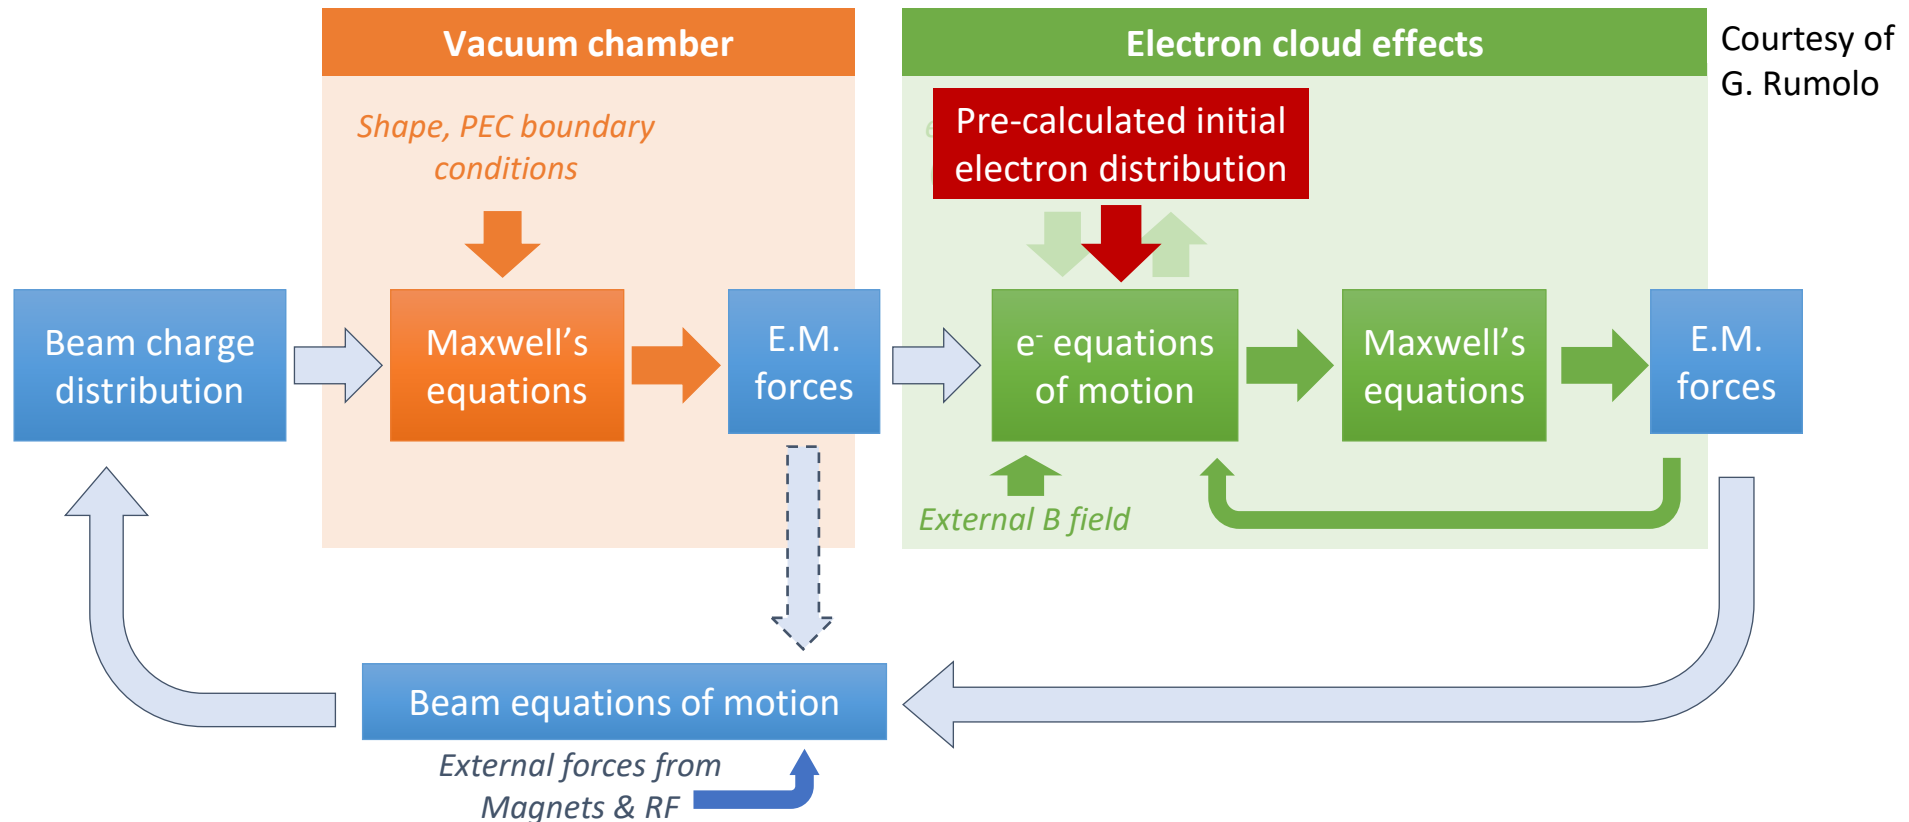 Vacuum chamber
Electron cloud effects
Courtesy of
G. Rumolo
Shape, PEC boundary
conditions
Pre-calculated initial
electron distribution
Beam charge
distribution
Maxwell’s
equations
E.M.
forces
e- equations
of motion
Maxwell’s
equations
E.M.
forces
External B field
Beam equations of motion
External forces from
Magnets & RF